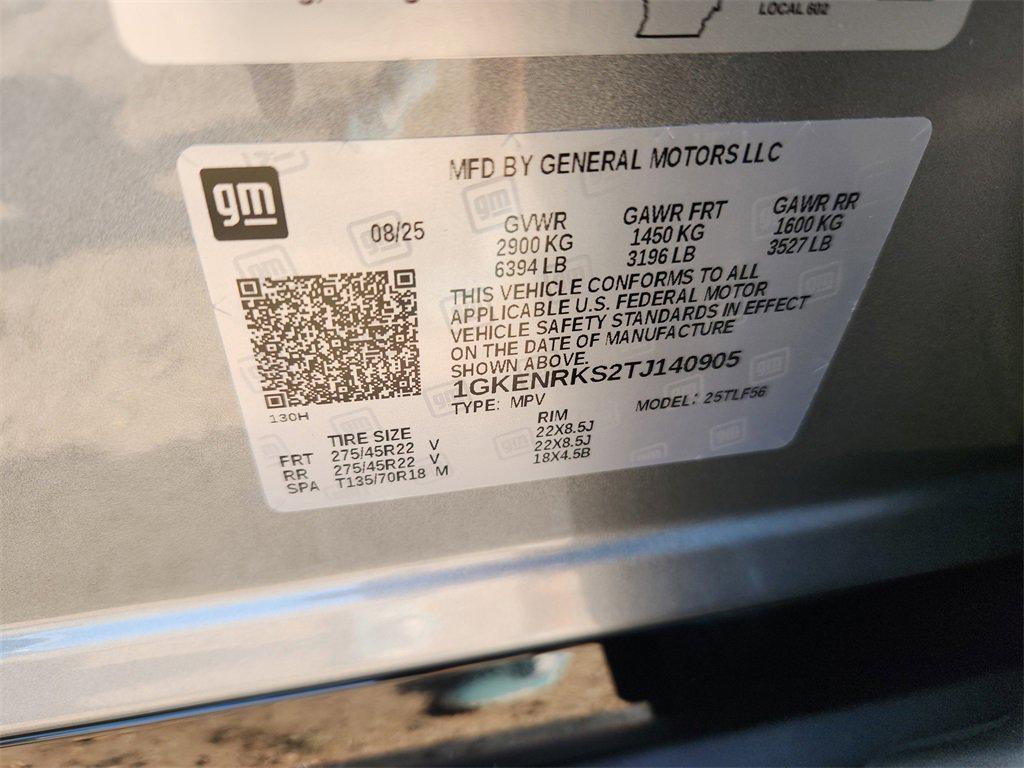 LOCAL 602
gm
MFD BY GENERAL MOTORS LLC
08/25
GVWR
2900 KG
6394 LB
GAWR FRT
1450 KG
3196 LB
GAWR RR
1600 KG
3527 LB
THIS VEHICLE CONFORMS TO ALL
APPLICABLE U.S. FEDERAL MOTOR
VEHICLE SAFETY STANDARDS IN EFFECT
ON THE DATE OF MANUFACTURE
SHOWN ABOVE.
1GKENRKS2TJ140905
TYPE: MPV MODEL: 25TLF56
130H
TIRE SIZE RIM
FRT 275/45R22 V 22X8.5J
RR 275/45R22 V 22X8.5J
SPA T135/70R18 M 18X4.5B